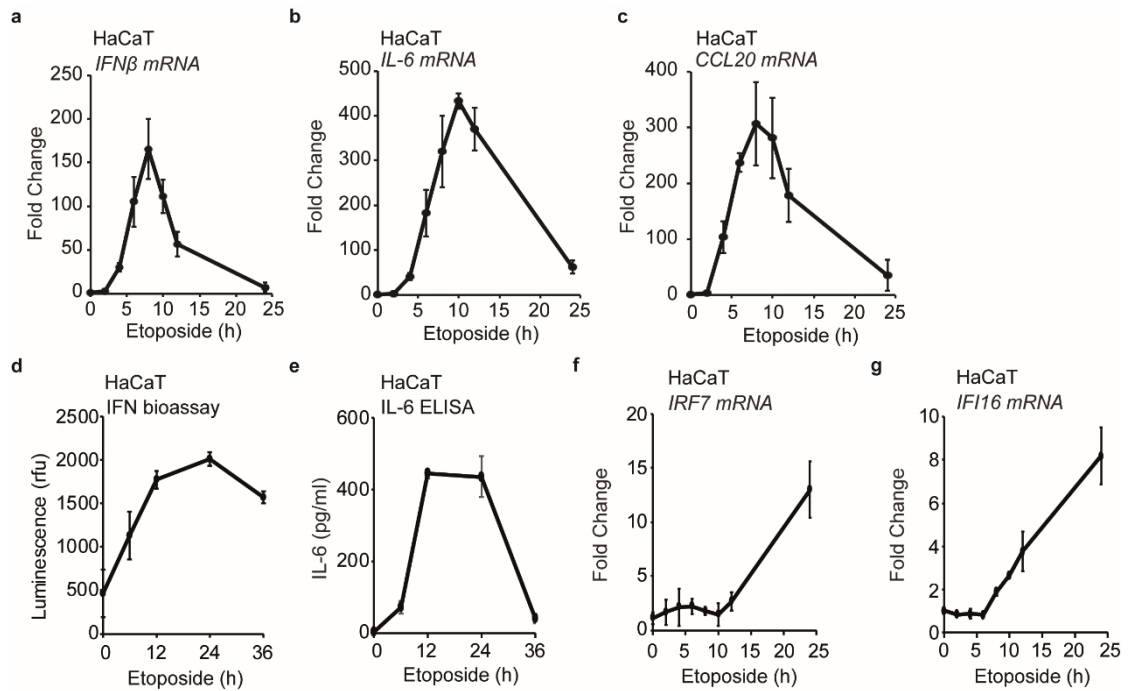 a
HaCaT
IFNβ mRNA
Fold Change
250
200
150
100
50
0
0 5 10 15 20 25
Etoposide (h)
b
HaCaT
IL-6 mRNA
Fold Change
500
400
300
200
100
0
0 5 10 15 20 25
Etoposide (h)
c
HaCaT
CCL20 mRNA
Fold Change
400
300
200
100
0
0 5 10 15 20 25
Etoposide (h)
d
HaCaT
IFN bioassay
Luminescence (rfu)
2500
2000
1500
1000
500
0
0 12 24 36
Etoposide (h)
e
HaCaT
IL-6 ELISA
IL-6 (pg/ml)
600
400
200
0
0 12 24 36
Etoposide (h)
f
HaCaT
IRF7 mRNA
Fold Change
20
15
10
5
0
0 5 10 15 20 25
Etoposide (h)
g
HaCaT
IFI16 mRNA
Fold Change
10
8
6
4
2
0
0 5 10 15 20 25
Etoposide (h)